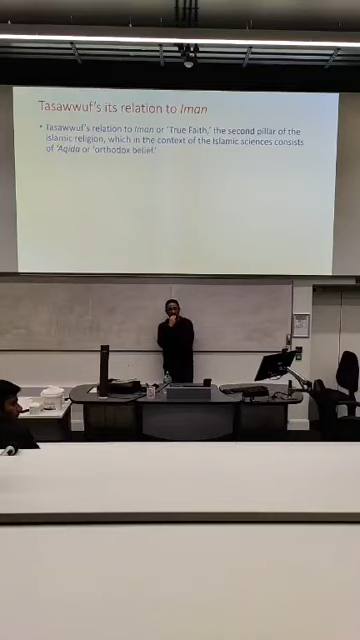 Tasawwuf's its relation to Iman
• Tasawwuf's relation to Iman or 'True Faith,' the second pillar of the
islamic religion, which in the context of the Islamic sciences consists
of 'Aqida or 'orthodox belief.'